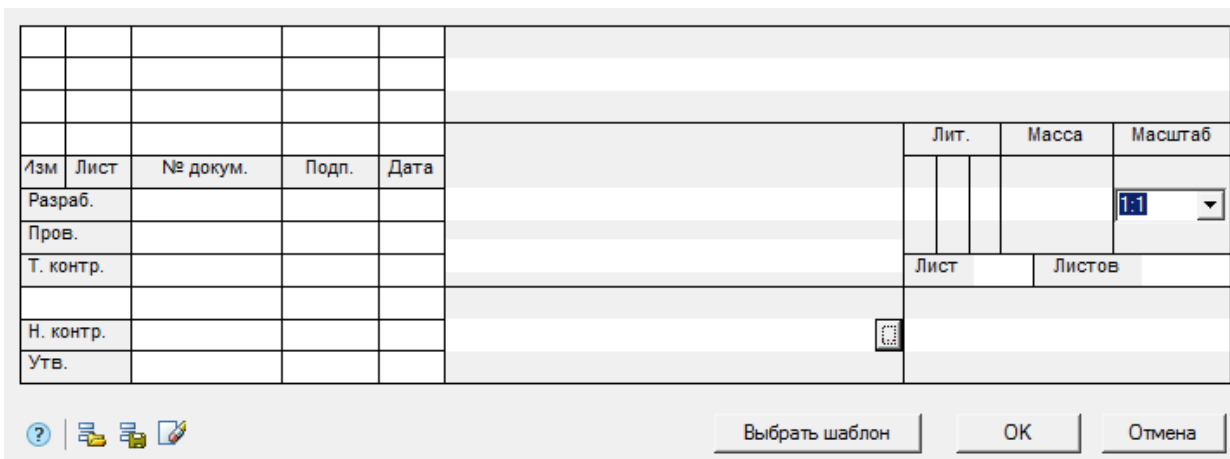 Лит. Масса Масштаб
Изм Лист № докум. Подп. Дата
Разраб. 1:1
Пров.
Т. контр. Лист Листов
Н. контр.
Утв.
Выбрать шаблон OK Отмена